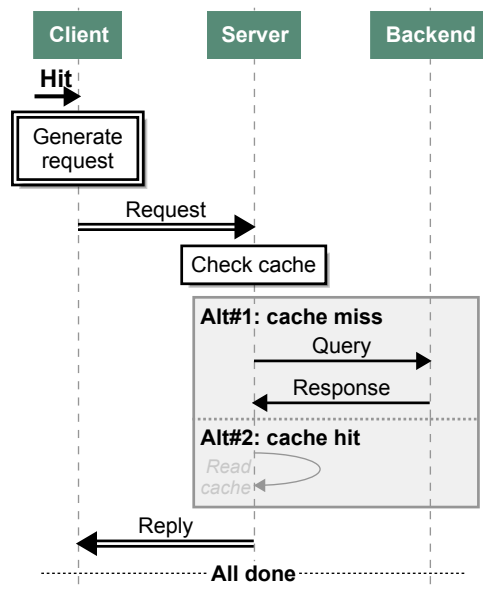 Client
Server
Backend
Hit
Generate
request
Request
Check cache
Alt#1: cache miss
Query
Response
Alt#2: cache hit
Read
cache
Reply
All done